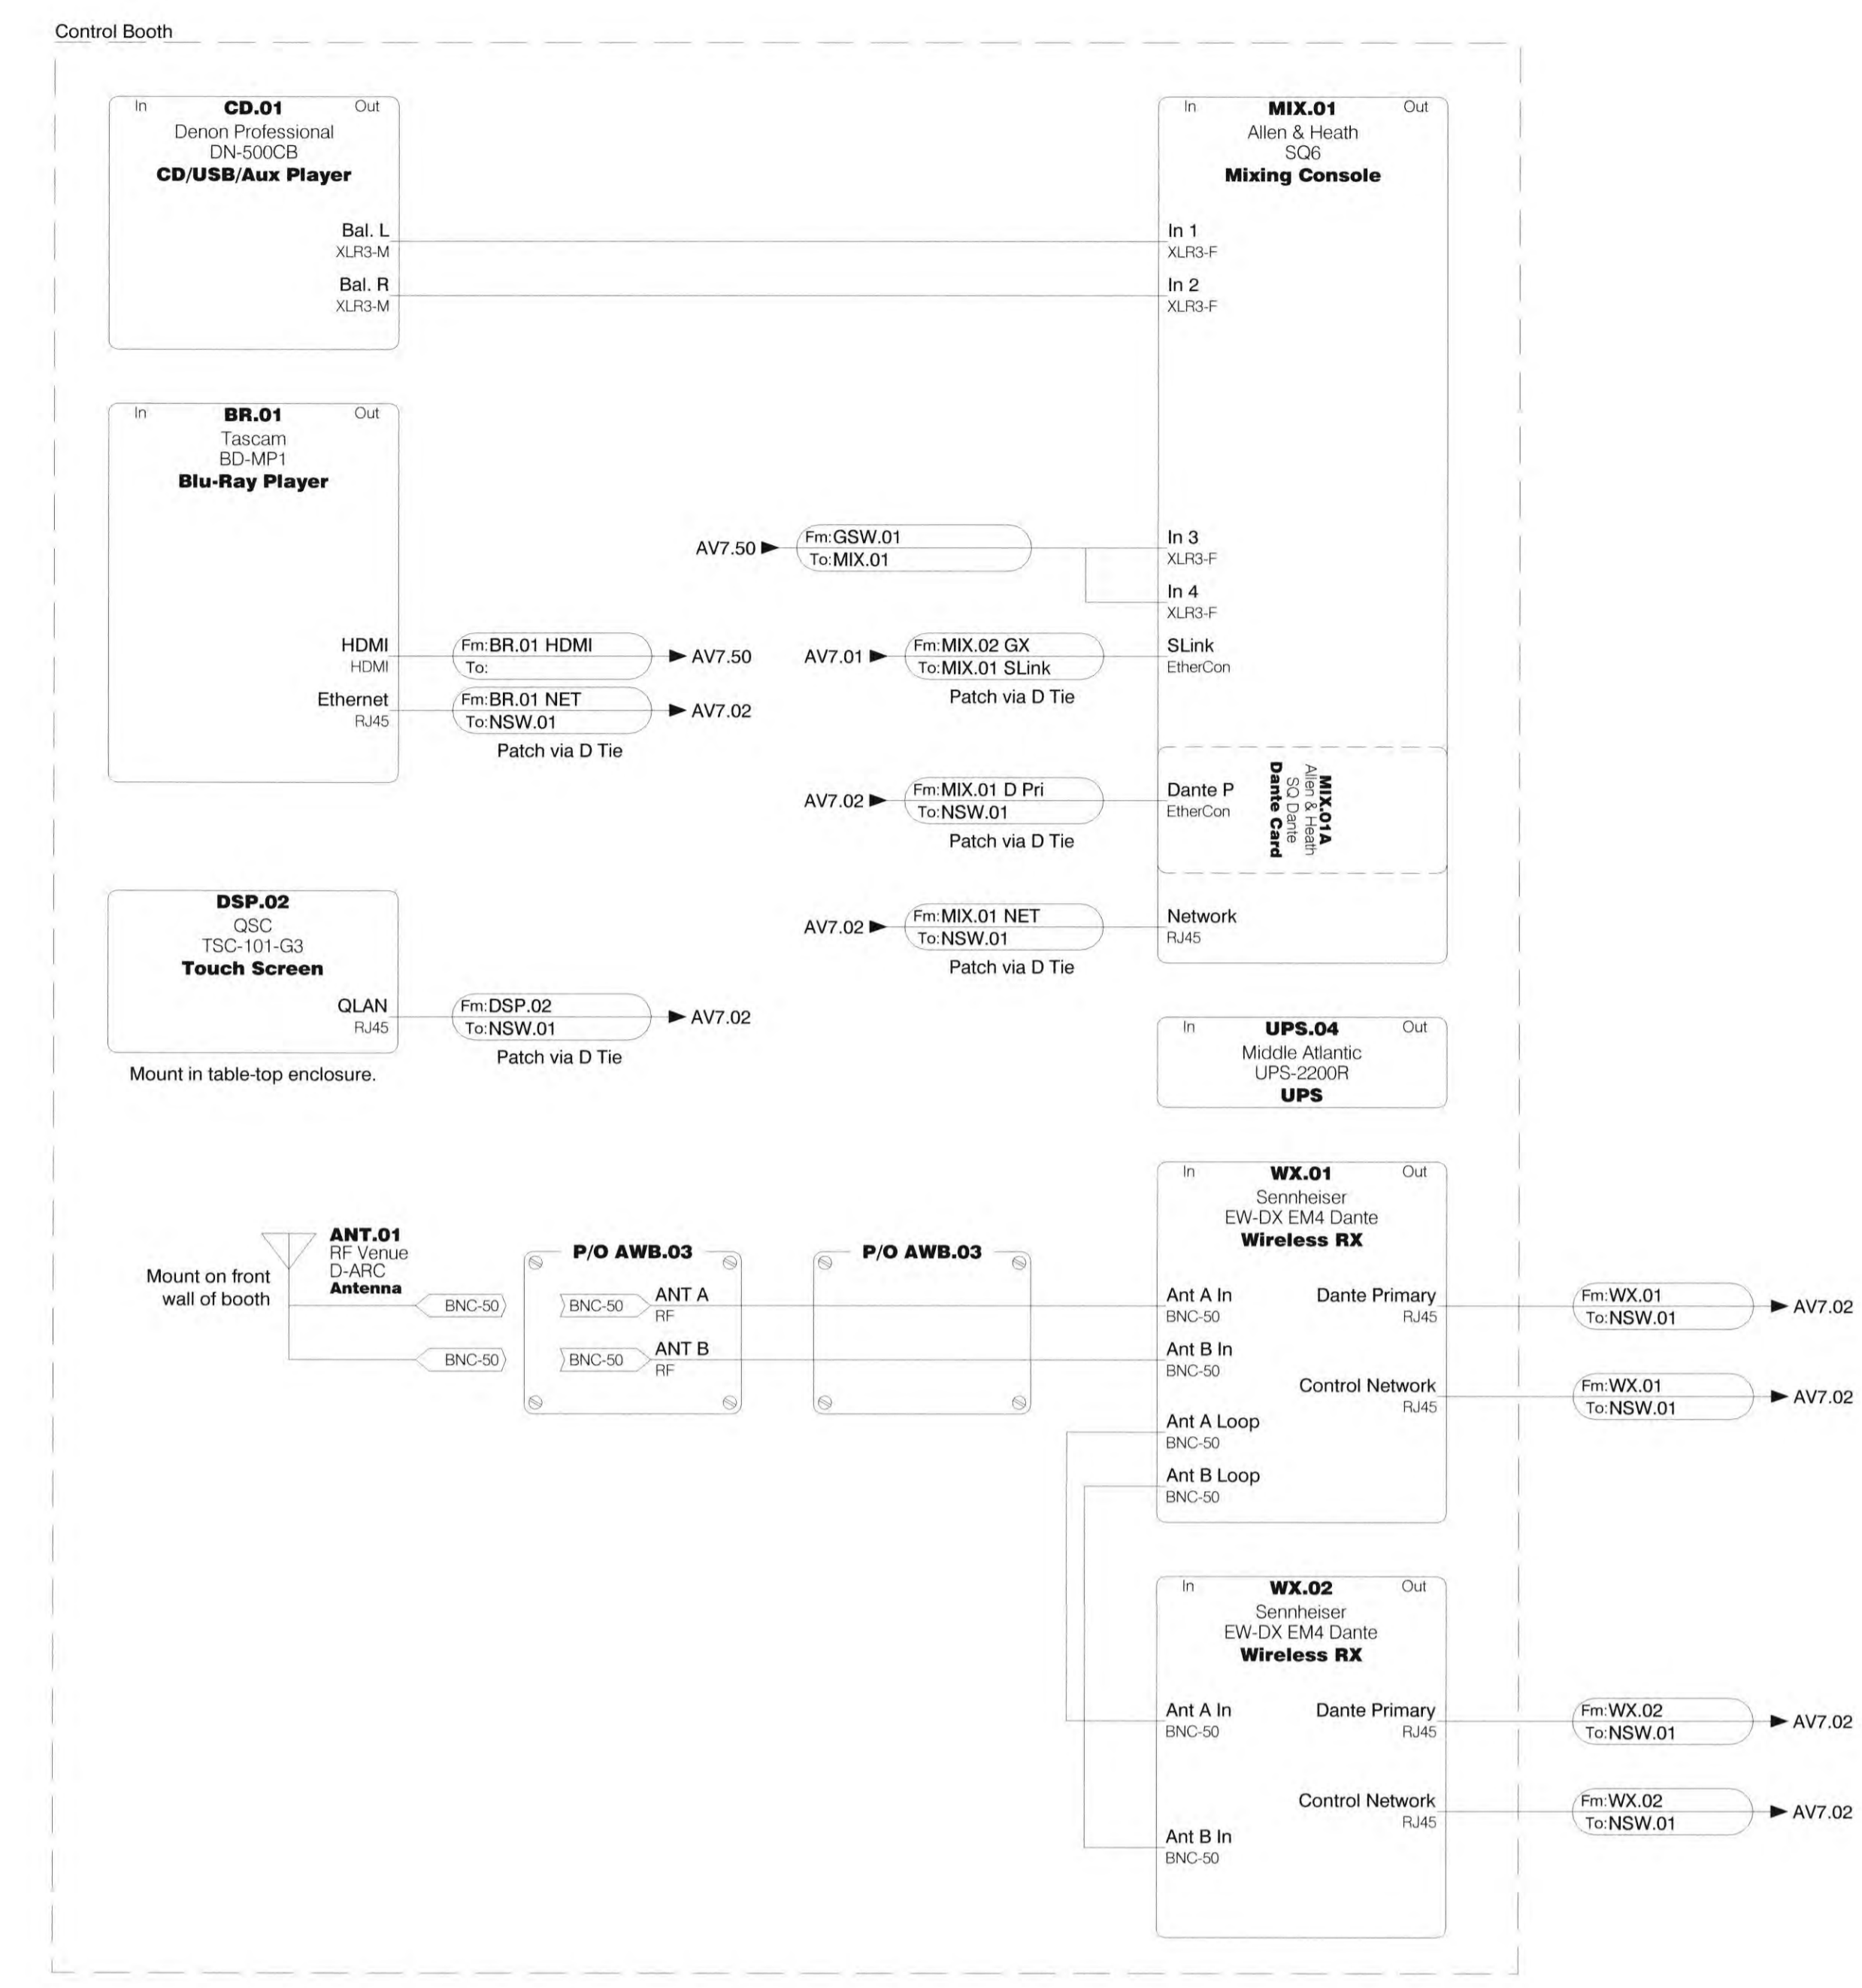 Control Booth
In CD.01 Out
Denon Professional
DN-500CB
CD/USB/Aux Player
Bal. L
XLR3-M
Bal. R
XLR3-M
In MIX.01 Out
Allen & Heath
SQ6
Mixing Console
In 1
XLR3-F
In 2
XLR3-F
In BR.01 Out
Tascam
BD-MP1
Blu-Ray Player
HDMI
HDMI
Ethernet
RJ45
Fm:BR.01 HDMI
To:
AV7.50
Fm:BR.01 NET
To:NSW.01
AV7.02
Patch via D Tie
AV7.50
Fm:GSW.01
To:MIX.01
In 3
XLR3-F
In 4
XLR3-F
AV7.01
Fm:MIX.02 GX
To:MIX.01 SLink
Patch via D Tie
SLink
EtherCon
AV7.02
Fm:MIX.01 D Pri
To:NSW.01
Patch via D Tie
Dante P
EtherCon
MIX.01A
Allen & Heath
SQ Dante
Dante Card
AV7.02
Fm:MIX.01 NET
To:NSW.01
Patch via D Tie
Network
RJ45
DSP.02
QSC
TSC-101-G3
Touch Screen
QLAN
RJ45
Fm:DSP.02
To:NSW.01
AV7.02
Patch via D Tie
Mount in table-top enclosure.
In UPS.04 Out
Middle Atlantic
UPS-2200R
UPS
ANT.01
RF Venue
D-ARC
Antenna
Mount on front
wall of booth
BNC-50
BNC-50
P/O AWB.03
BNC-50
ANT A
RF
BNC-50
ANT B
RF
P/O AWB.03
In WX.01 Out
Sennheiser
EW-DX EM4 Dante
Wireless RX
Ant A In
BNC-50
Ant B In
BNC-50
Ant A Loop
BNC-50
Ant B Loop
BNC-50
Dante Primary
RJ45
Control Network
RJ45
Fm:WX.01
To:NSW.01
AV7.02
Fm:WX.01
To:NSW.01
AV7.02
In WX.02 Out
Sennheiser
EW-DX EM4 Dante
Wireless RX
Ant A In
BNC-50
Ant B In
BNC-50
Dante Primary
RJ45
Control Network
RJ45
Fm:WX.02
To:NSW.01
AV7.02
Fm:WX.02
To:NSW.01
AV7.02